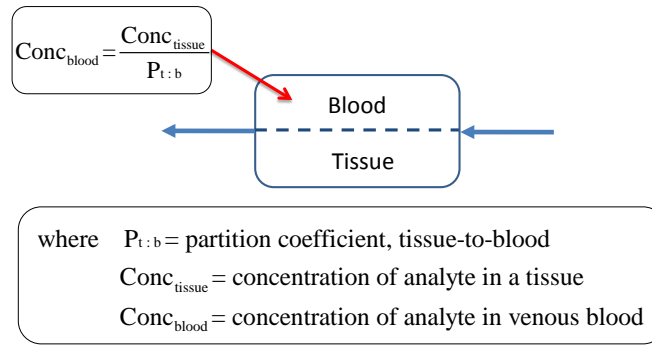 Conc_blood = Conc_tissue / P_t : b
Blood
Tissue
where P_t : b = partition coefficient, tissue-to-blood
Conc_tissue = concentration of analyte in a tissue
Conc_blood = concentration of analyte in venous blood